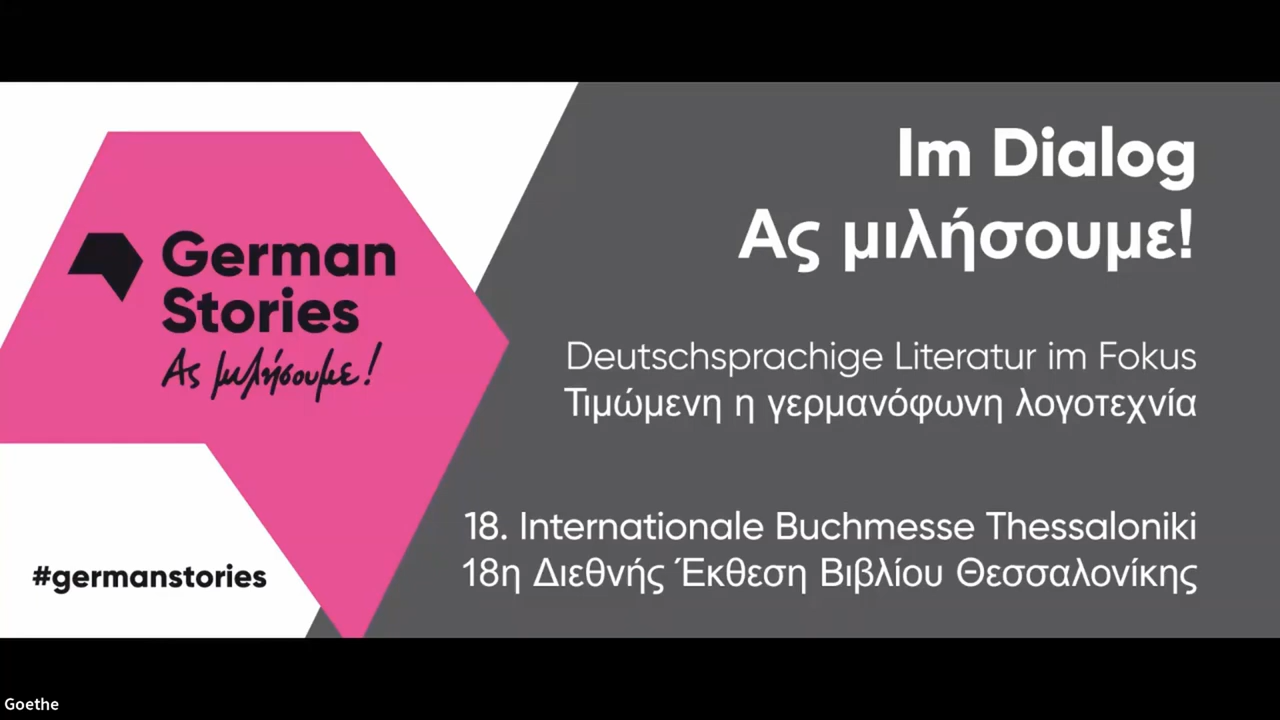 German
Stories
Ας μιλήσουμε!
#germanstories
Im Dialog
Ας μιλήσουμε!
Deutschsprachige Literatur im Fokus
Τιμώμενη η γερμανόφωνη λογοτεχνία
18. Internationale Buchmesse Thessaloniki
18η Διεθνής Έκθεση Βιβλίου Θεσσαλονίκης
Goethe